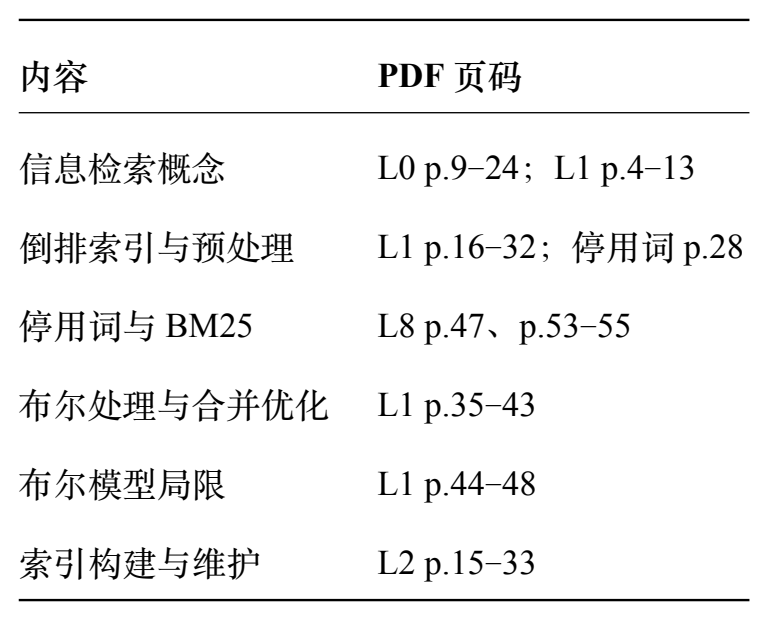 内容 PDF 页码
信息检索概念 L0 p.9–24；L1 p.4–13
倒排索引与预处理 L1 p.16–32；停用词 p.28
停用词与 BM25 L8 p.47、p.53–55
布尔处理与合并优化 L1 p.35–43
布尔模型局限 L1 p.44–48
索引构建与维护 L2 p.15–33